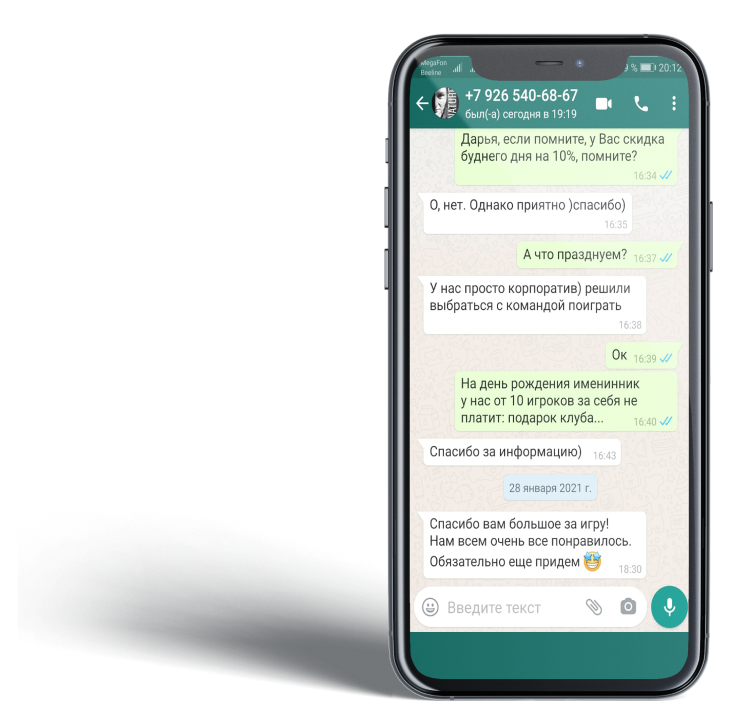 MegaFon
Beeline
9 % 20:12
+7 926 540-68-67
был(-а) сегодня в 19:19
Дарья, если помните, у Вас скидка
буднего дня на 10%, помните?
16:34
О, нет. Однако приятно )спасибо)
16:35
А что празднуем? 16:37
У нас просто корпоратив) решили
выбраться с командой поиграть
16:38
Ок 16:39
На день рождения именинник
у нас от 10 игроков за себя не
платит: подарок клуба... 16:40
Спасибо за информацию) 16:43
28 января 2021 г.
Спасибо вам большое за игру!
Нам всем очень все понравилось.
Обязательно еще придем 🤩 18:30
Введите текст